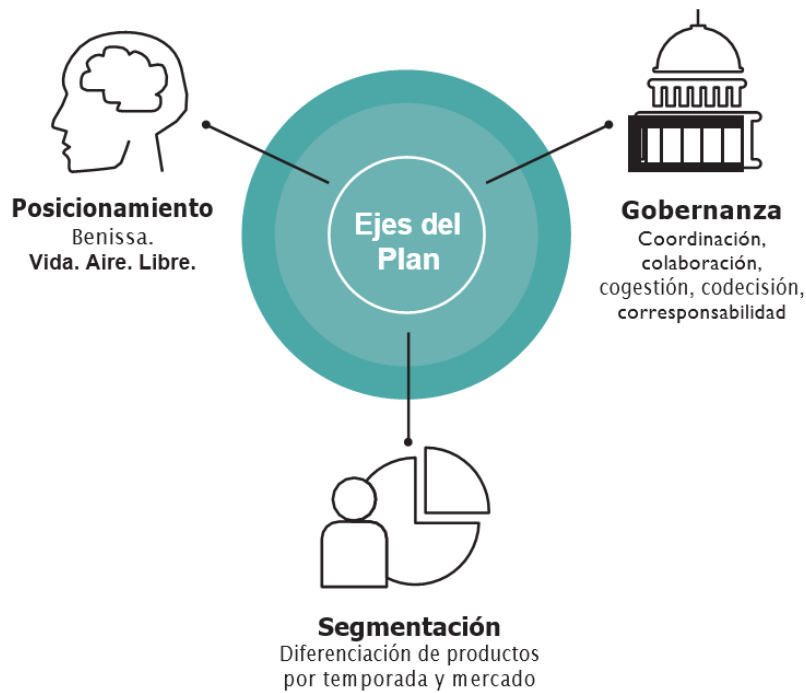 Posicionamiento
Benissa.
Vida. Aire. Libre.
Ejes del
Plan
Gobernanza
Coordinación,
colaboración,
cogestión, codecisión,
corresponsabilidad
Segmentación
Diferenciación de productos
por temporada y mercado